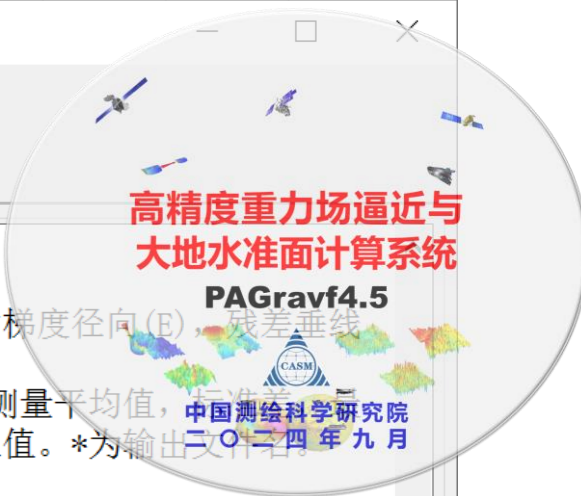 高精度重力场逼近与
大地水准面计算系统
PAGravf4.5
梯度径向(E), 残差垂线
CASM
测量平均值, 标准差
中国测绘科学研究院
值。*为输出文件名。
二〇二四年九月